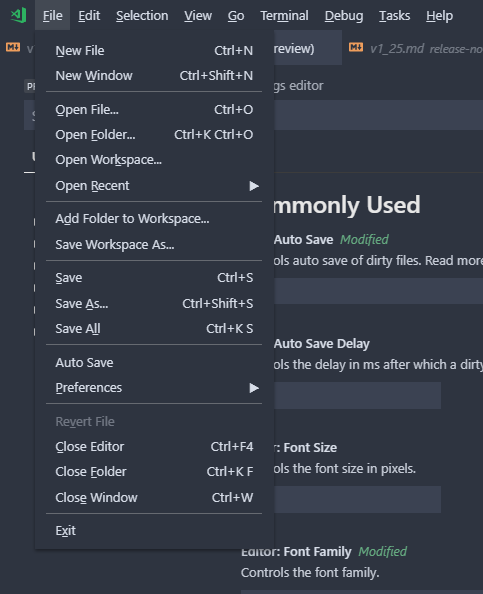 File Edit Selection View Go Terminal Debug Tasks Help
review) v1_25.md release-no
New File Ctrl+N
New Window Ctrl+Shift+N
gs editor
Open File... Ctrl+O
Open Folder... Ctrl+K Ctrl+O
Open Workspace...
Open Recent
Add Folder to Workspace...
Save Workspace As...
Save Ctrl+S
Save As... Ctrl+Shift+S
Save All Ctrl+K S
Auto Save
Preferences
Revert File
Close Editor Ctrl+F4
Close Folder Ctrl+K F
Close Window Ctrl+W
Exit
mmonly Used
Auto Save Modified
ols auto save of dirty files. Read more
Auto Save Delay
ols the delay in ms after which a dirty
r: Font Size
ols the font size in pixels.
Editor: Font Family Modified
Controls the font family.